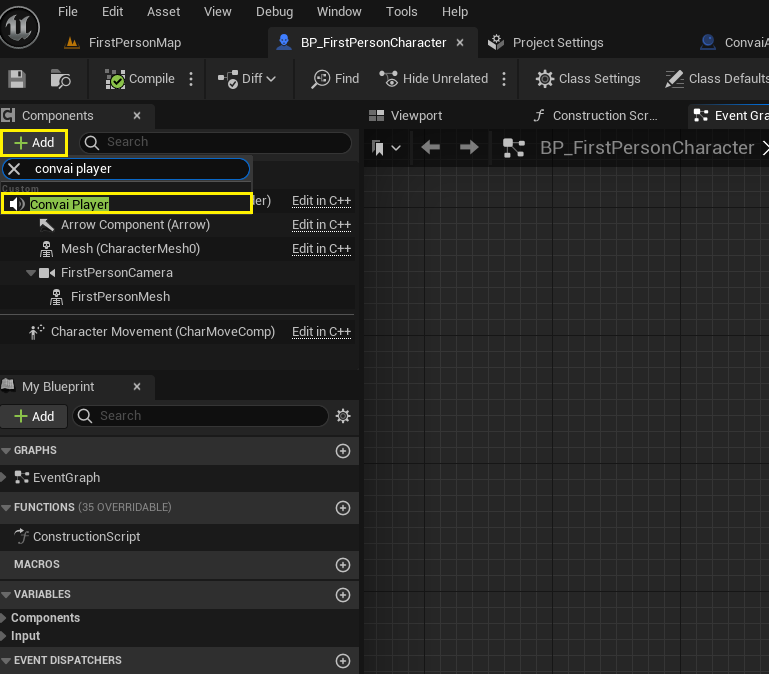 File Edit Asset View Debug Window Tools Help
FirstPersonMap BP_FirstPersonCharacter Project Settings ConvaiA
Compile Diff Find Hide Unrelated Class Settings Class Defaults
Components Viewport Construction Scr... Event Gra
Add Search BP_FirstPersonCharacter
convai player
Custom
Convai Player der) Edit in C++
Arrow Component (Arrow) Edit in C++
Mesh (CharacterMesh0) Edit in C++
FirstPersonCamera
FirstPersonMesh
Character Movement (CharMoveComp) Edit in C++
My Blueprint
Add Search
GRAPHS
EventGraph
FUNCTIONS (35 OVERRIDABLE)
ConstructionScript
MACROS
VARIABLES
Components
Input
EVENT DISPATCHERS